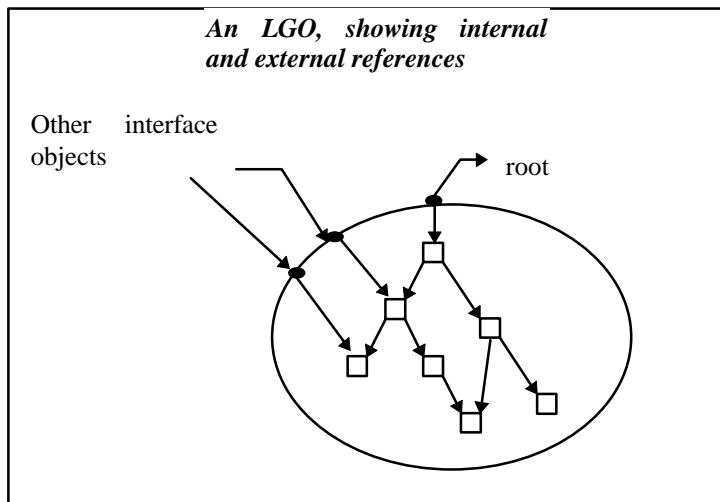 An LGO, showing internal
and external references
Other interface
objects
root